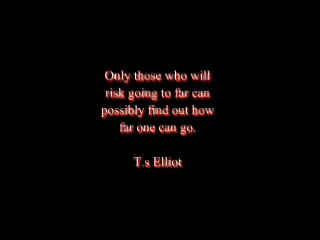 Only those who will
risk going to far can
possibly find out how
far one can go.
T.s Elliot